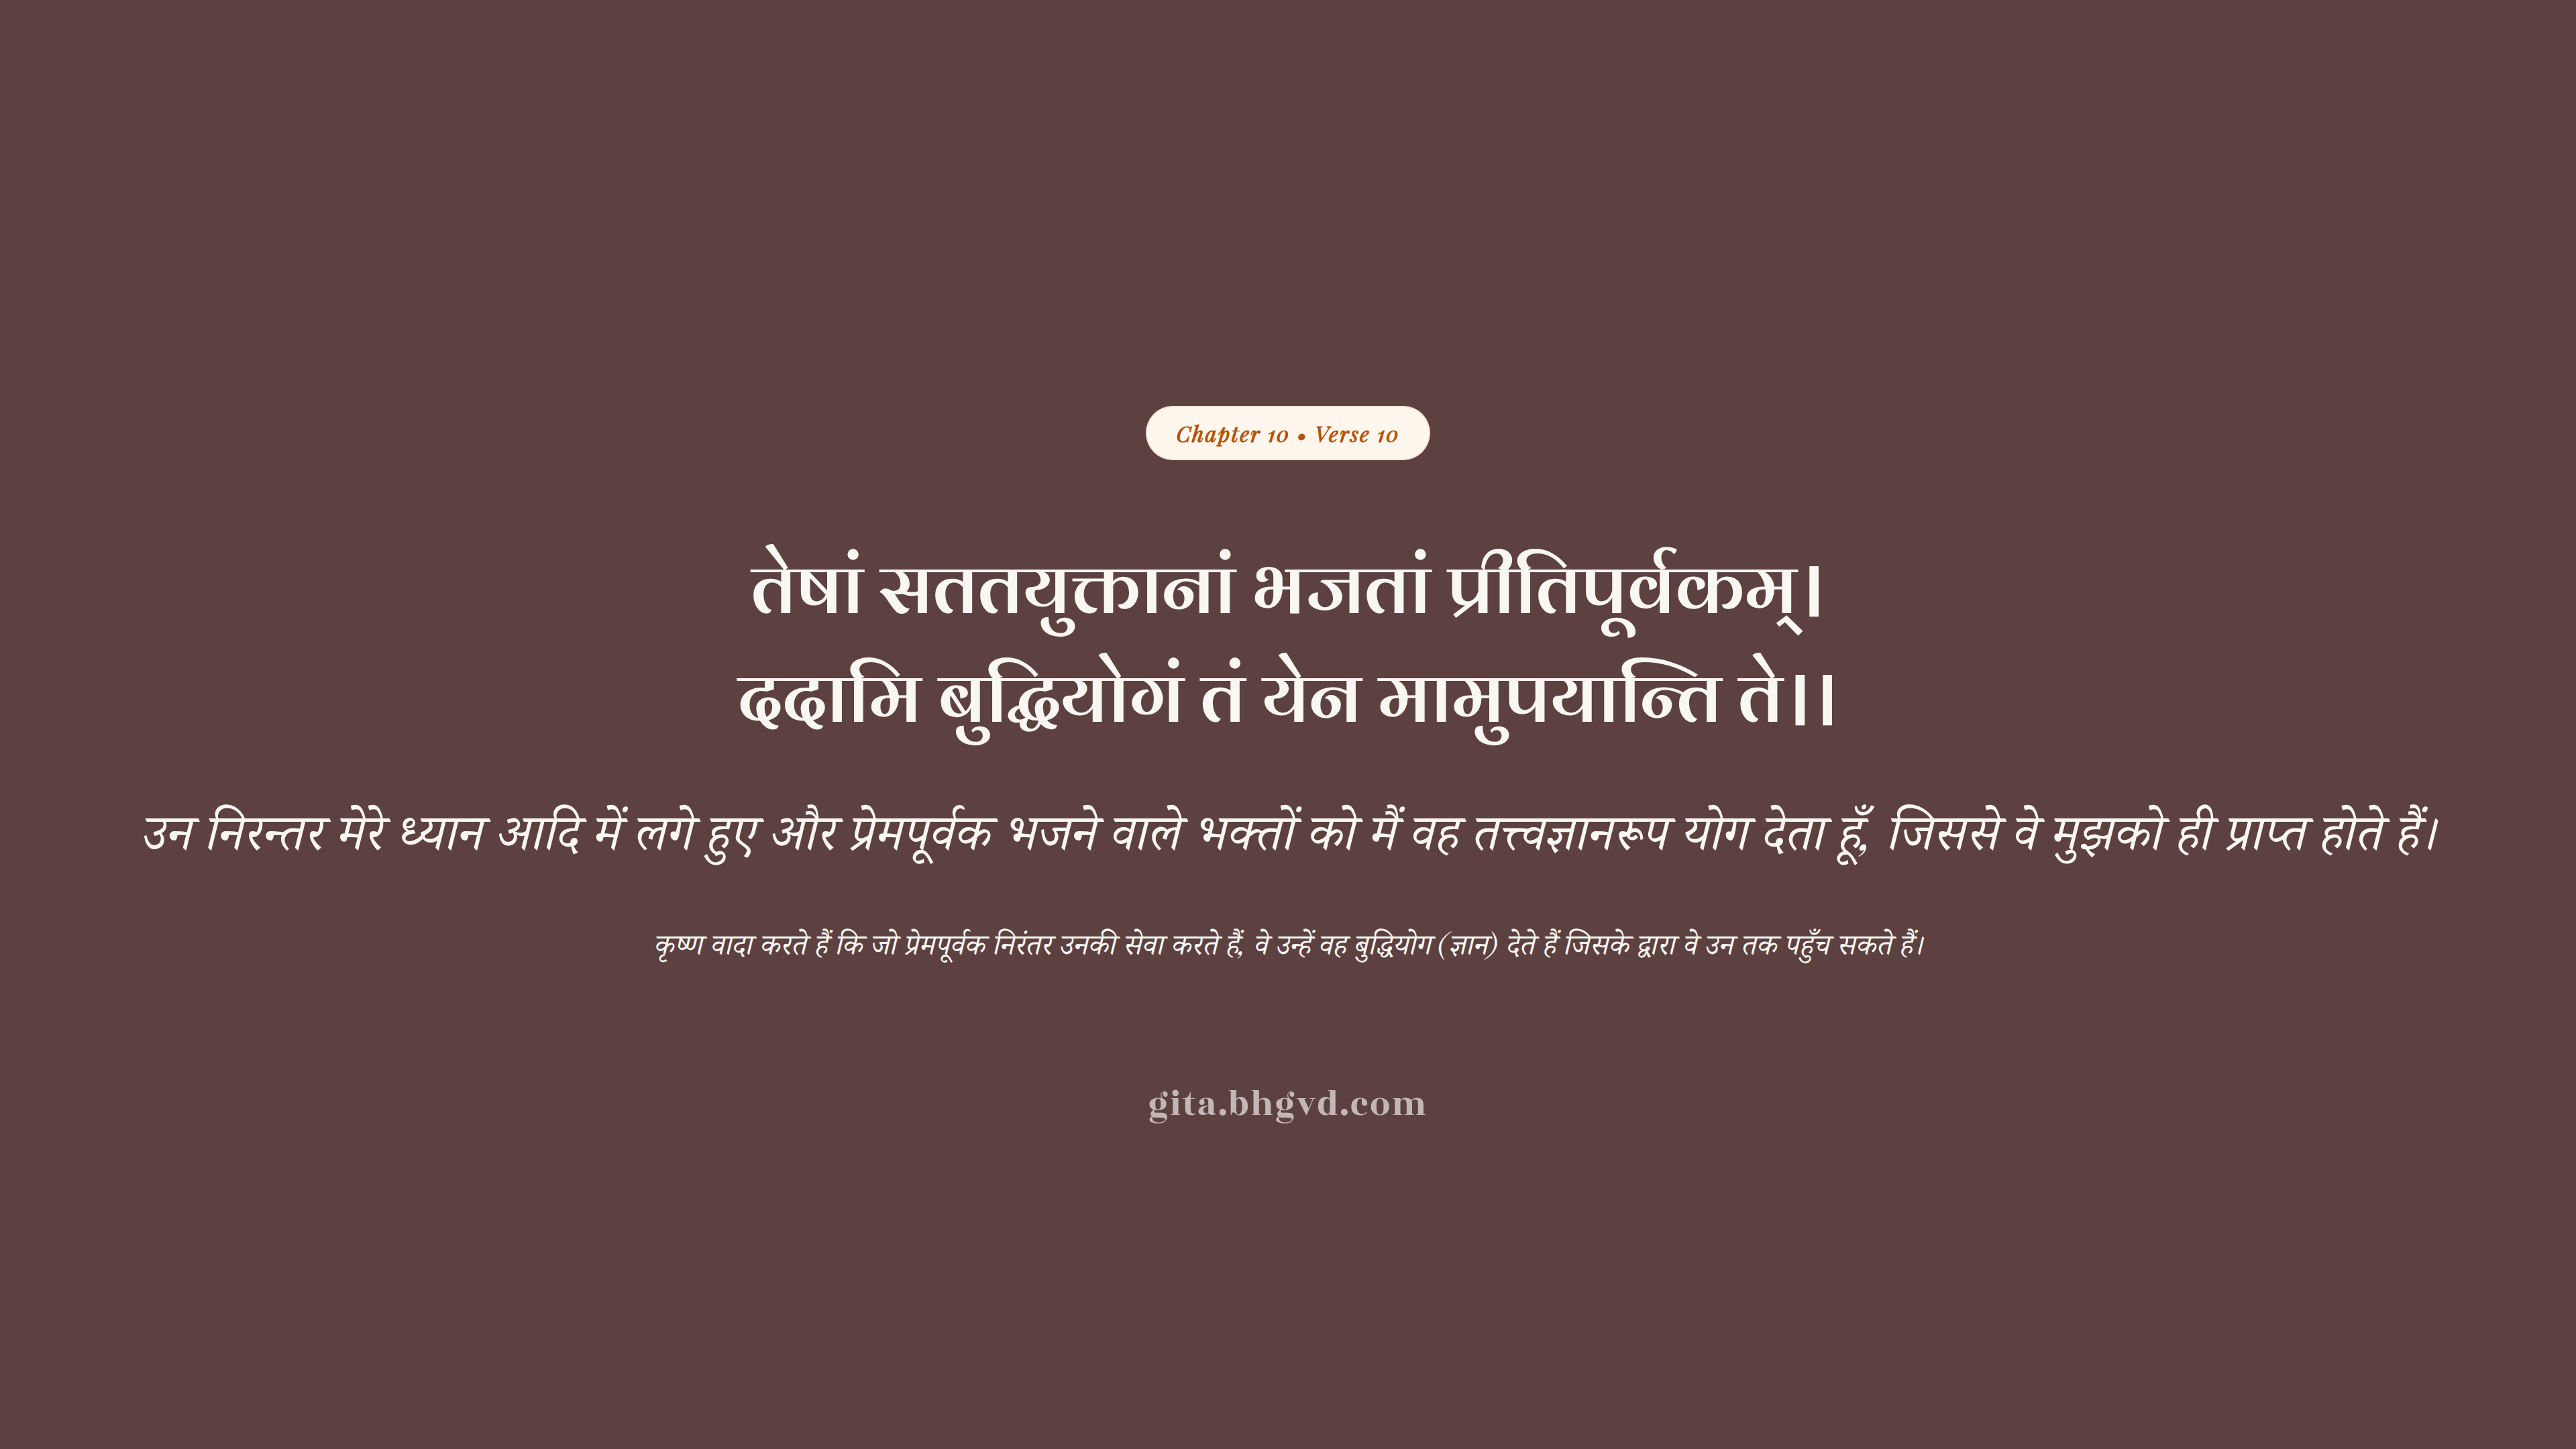 Chapter 10 • Verse 10
तेषां सततयुक्तानां भजतां प्रीतिपूर्वकम्।
ददामि बुद्धियोगं तं येन मामुपयान्ति ते।।
उन निरन्तर मेरे ध्यान आदि में लगे हुए और प्रेमपूर्वक भजने वाले भक्तों को मैं वह तत्त्वज्ञानरूप योग देता हूँ, जिससे वे मुझको ही प्राप्त होते हैं।
कृष्ण वादा करते हैं कि जो प्रेमपूर्वक निरंतर उनकी सेवा करते हैं, वे उन्हें वह बुद्धियोग (ज्ञान) देते हैं जिसके द्वारा वे उन तक पहुँच सकते हैं।
gita.bhgvd.com